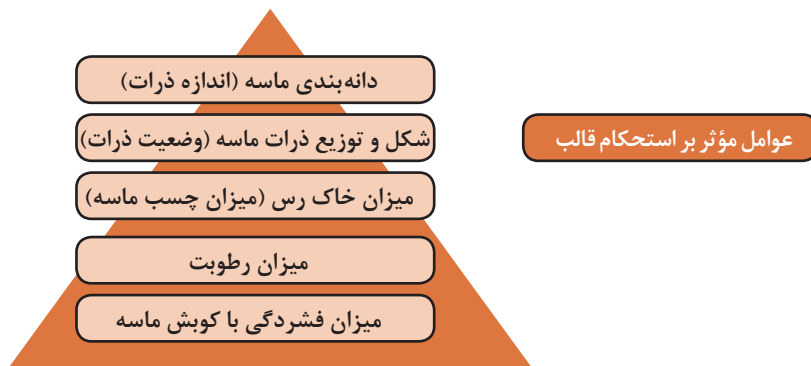 دانه‌بندی ماسه (اندازه ذرات)
شکل و توزیع ذرات ماسه (وضعیت ذرات)
عوامل مؤثر بر استحکام قالب
میزان خاک رس (میزان چسب ماسه)
میزان رطوبت
میزان فشردگی با کوبش ماسه